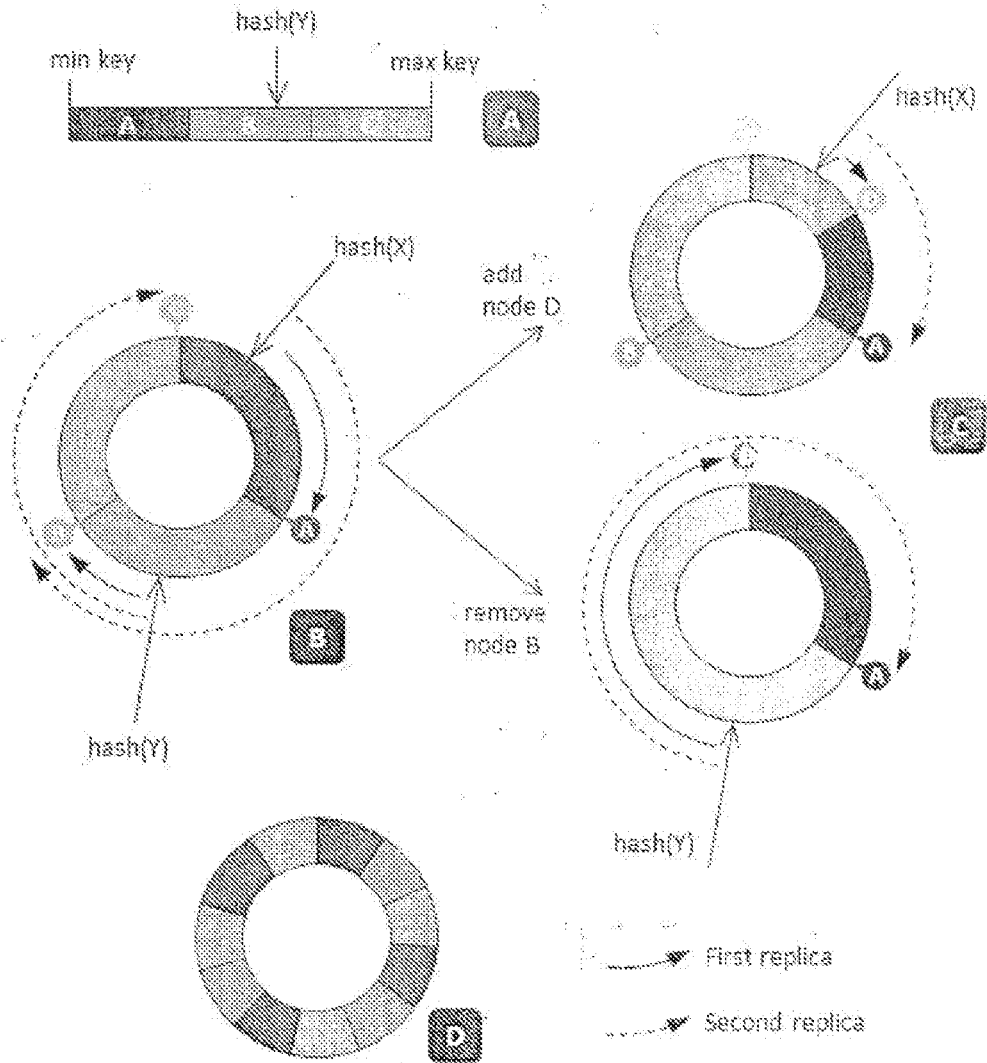 hash(Y)
min key
max key
A
A
hash(X)
hash(X)
add
node D
A
A
C
B
remove
node B
A
hash(Y)
hash(Y)
D
First replica
Second replica